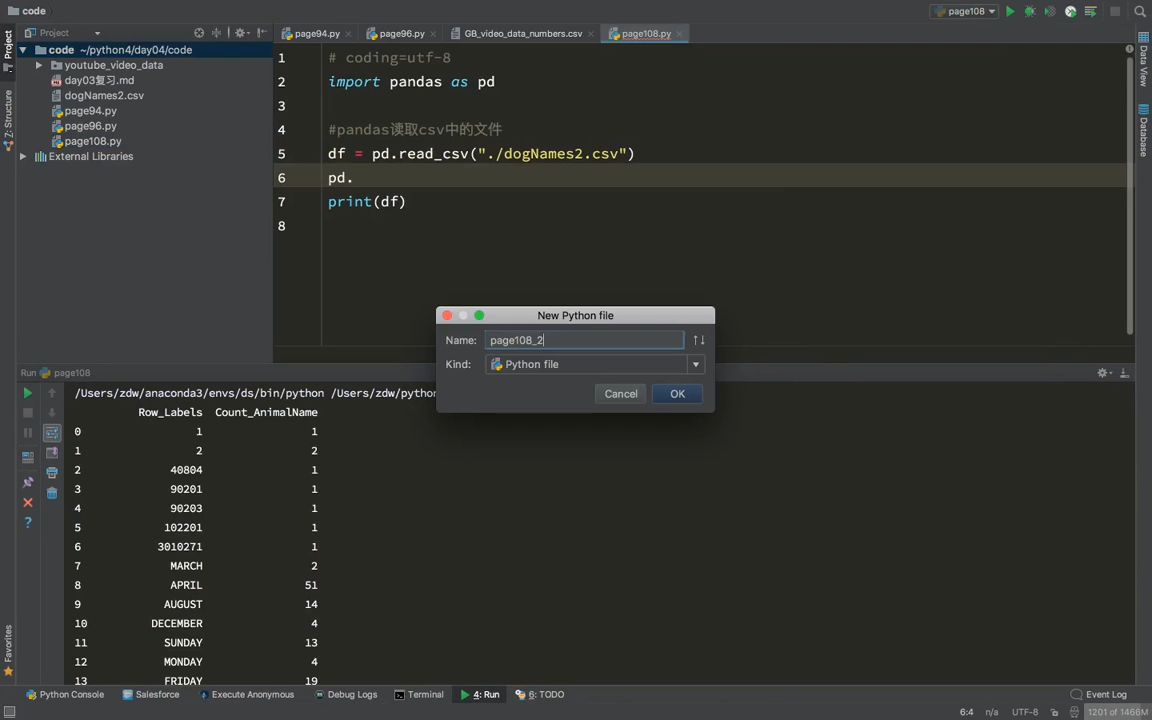 code
page108
Project
page94.py
page96.py
GB_video_data_numbers.csv
page108.py
code ~/python4/day04/code
youtube_video_data
day03复习.md
dogNames2.csv
page94.py
page96.py
page108.py
External Libraries
Project
Z: Structure
Favorites
Data View
Database
1 # coding=utf-8
2 import pandas as pd
3
4 #pandas读取csv中的文件
5 df = pd.read_csv("./dogNames2.csv")
6 pd.
7 print(df)
8
New Python file
Name: page108_2
Kind: Python file
Cancel OK
Run page108
/Users/zdw/anaconda3/envs/ds/bin/python /Users/zdw/python
Row_Labels Count_AnimalName
0 1 1
1 2 2
2 40804 1
3 90201 1
4 90203 1
5 102201 1
6 3010271 1
7 MARCH 2
8 APRIL 51
9 AUGUST 14
10 DECEMBER 4
11 SUNDAY 13
12 MONDAY 4
13 FRIDAY 19
Python Console Salesforce Execute Anonymous Debug Logs Terminal 4: Run 6: TODO Event Log
6:4 n/a UTF-8 1201 of 1466M